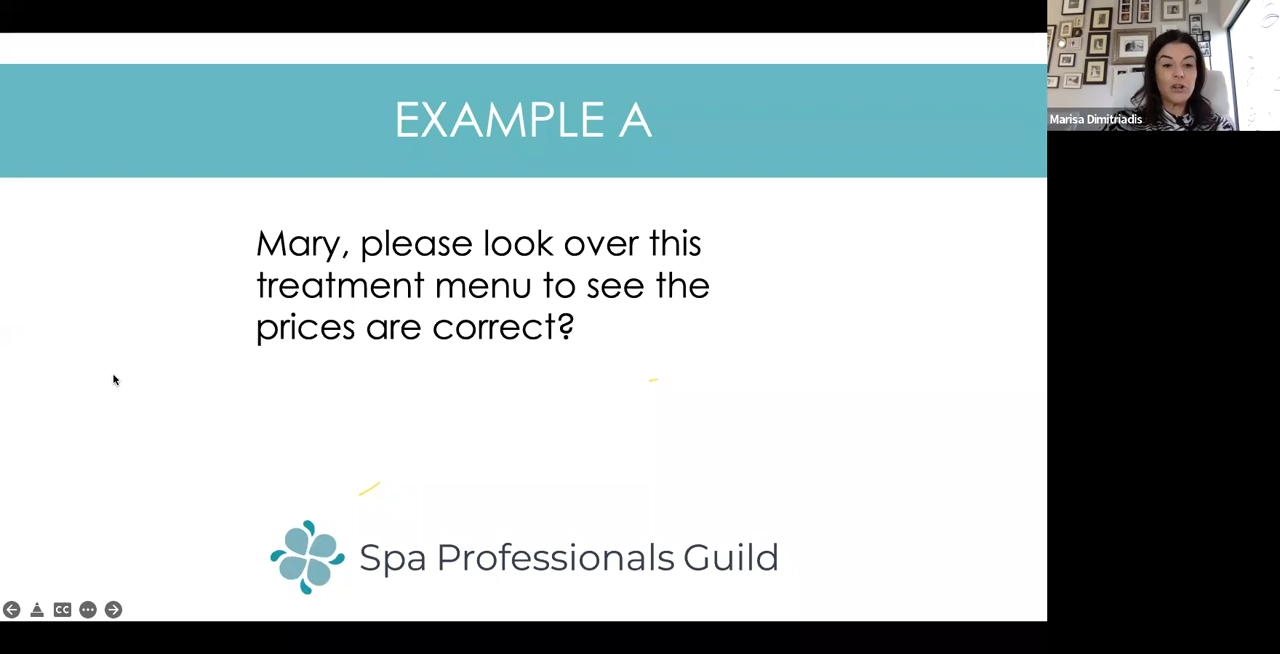 EXAMPLE A
Marisa Dimitriadis
Mary, please look over this
treatment menu to see the
prices are correct?
Spa Professionals Guild
CC